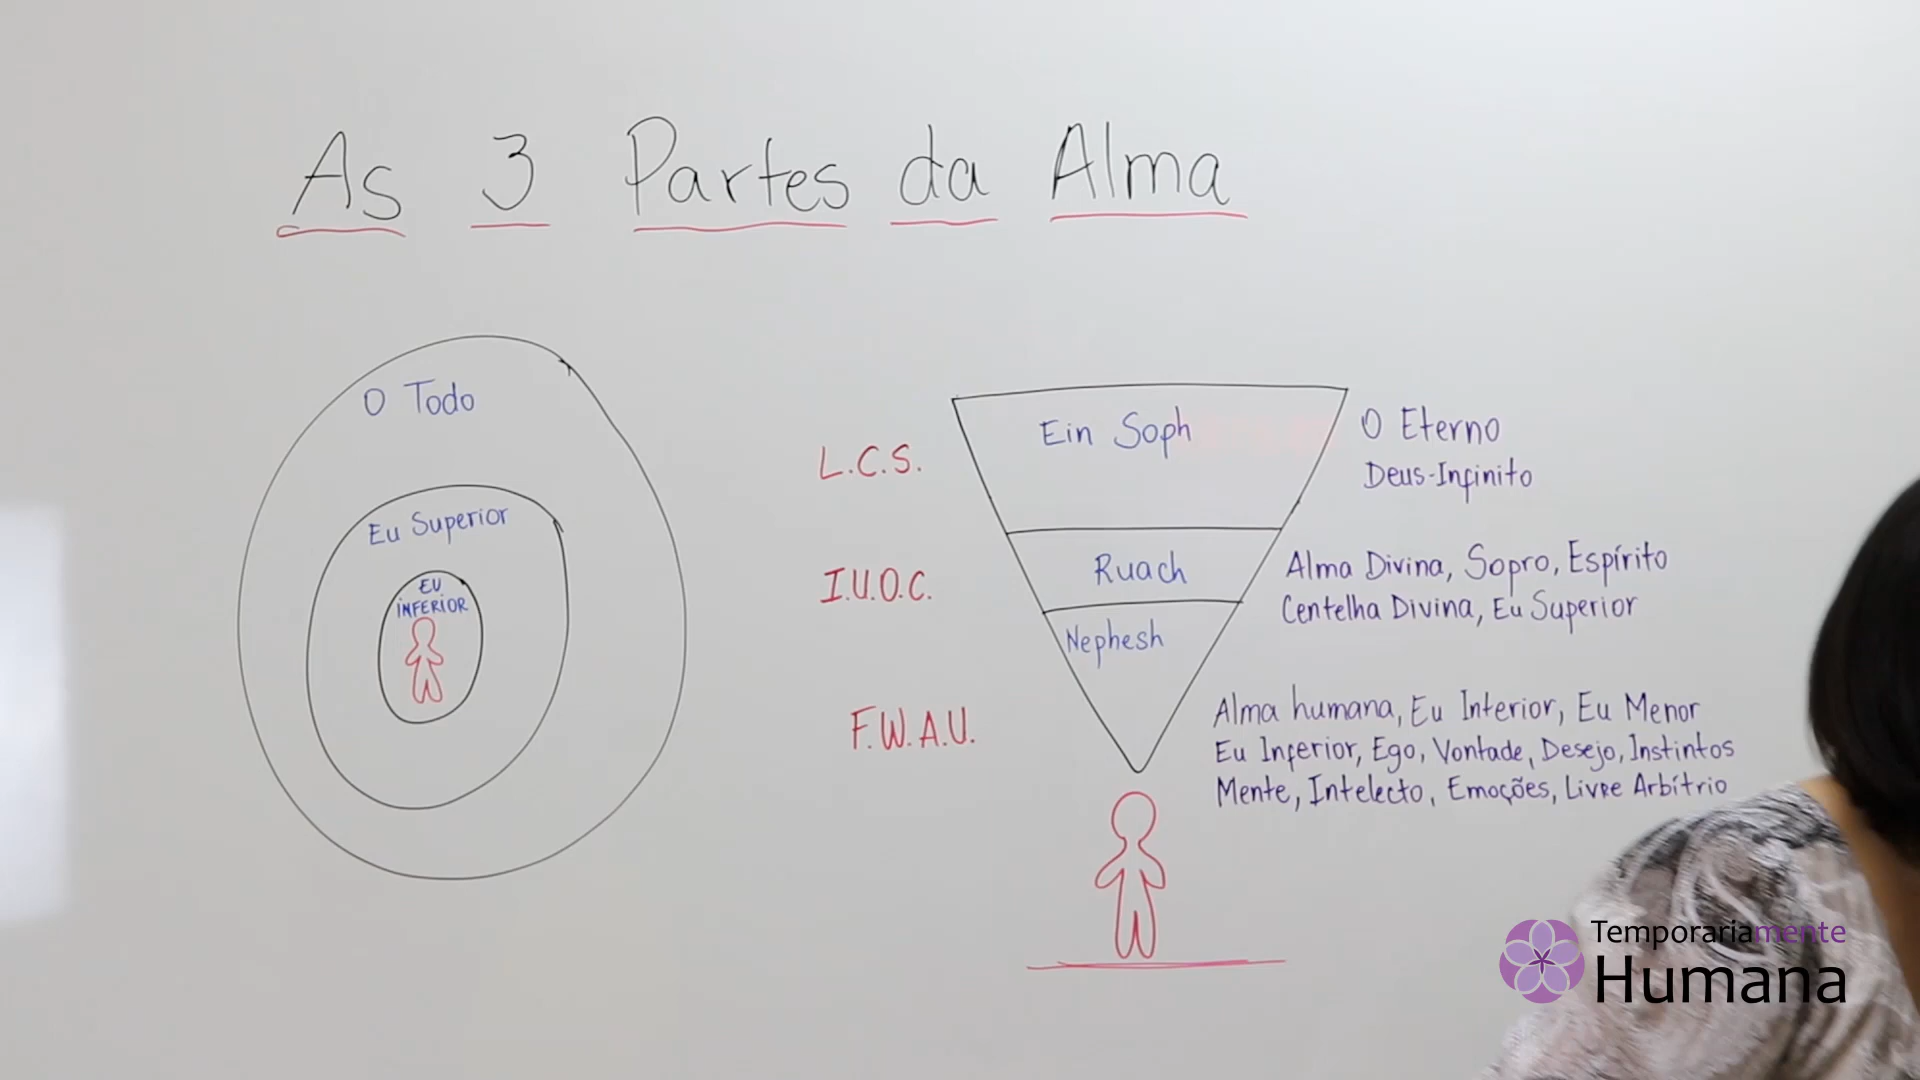 As 3 Partes da Alma
O Todo
Eu Superior
EU
INFERIOR
L.C.S.
I.U.O.C.
F.W.A.U.
Ein Soph
Ruach
Nephesh
O Eterno
Deus-Infinito
Alma Divina, Sopro, Espírito
Centelha Divina, Eu Superior
Alma humana, Eu Interior, Eu Menor
Eu Inferior, Ego, Vontade, Desejo, Instintos
Mente, Intelecto, Emoções, Livre Arbítrio
Temporariamente
Humana